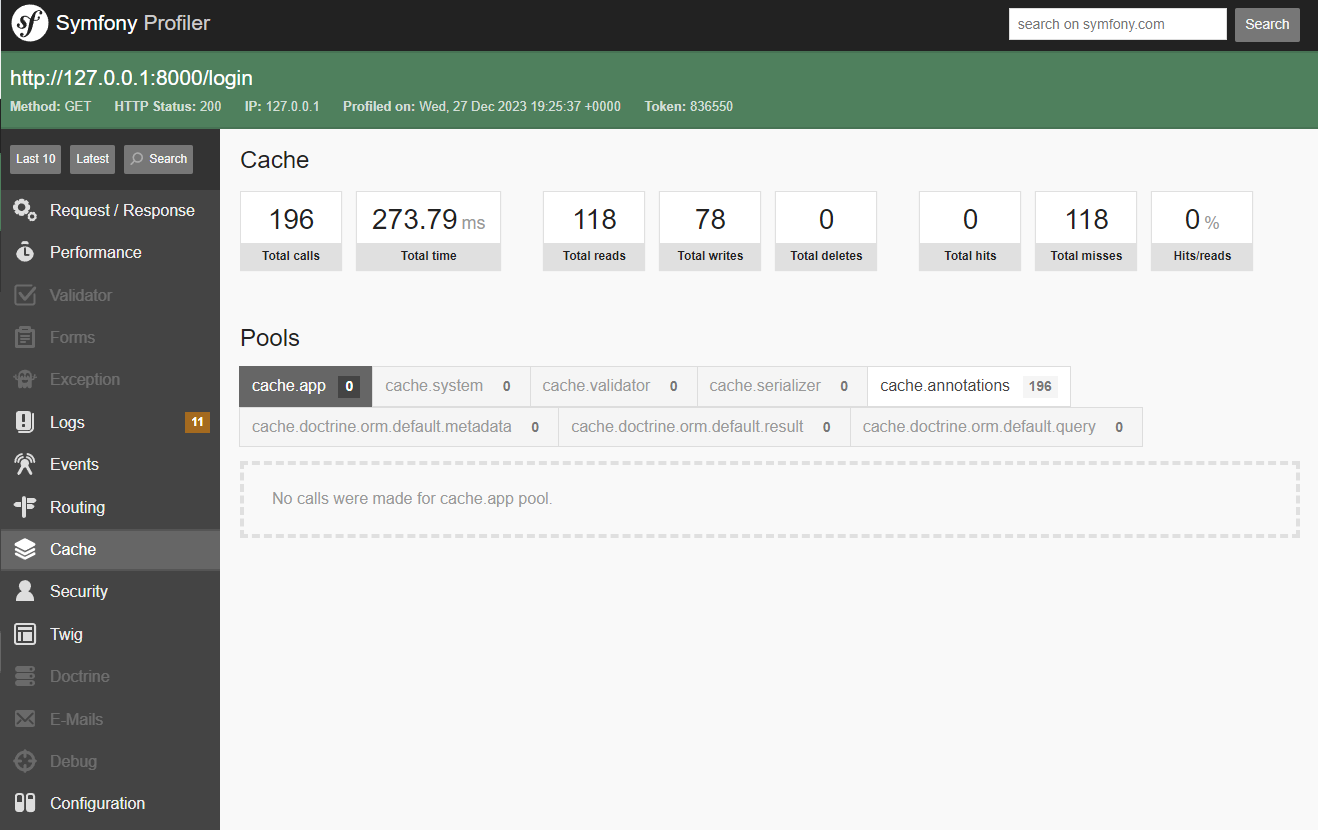 Symfony Profiler
search on symfony.com
Search
http://127.0.0.1:8000/login
Method: GET HTTP Status: 200 IP: 127.0.0.1 Profiled on: Wed, 27 Dec 2023 19:25:37 +0000 Token: 836550
Last 10 Latest Search
Request / Response
Performance
Validator
Forms
Exception
Logs 11
Events
Routing
Cache
Security
Twig
Doctrine
E-Mails
Debug
Configuration
Cache
196 273.79 ms 118 78 0 0 118 0 %
Total calls Total time Total reads Total writes Total deletes Total hits Total misses Hits/reads
Pools
cache.app 0 cache.system 0 cache.validator 0 cache.serializer 0 cache.annotations 196
cache.doctrine.orm.default.metadata 0 cache.doctrine.orm.default.result 0 cache.doctrine.orm.default.query 0
No calls were made for cache.app pool.